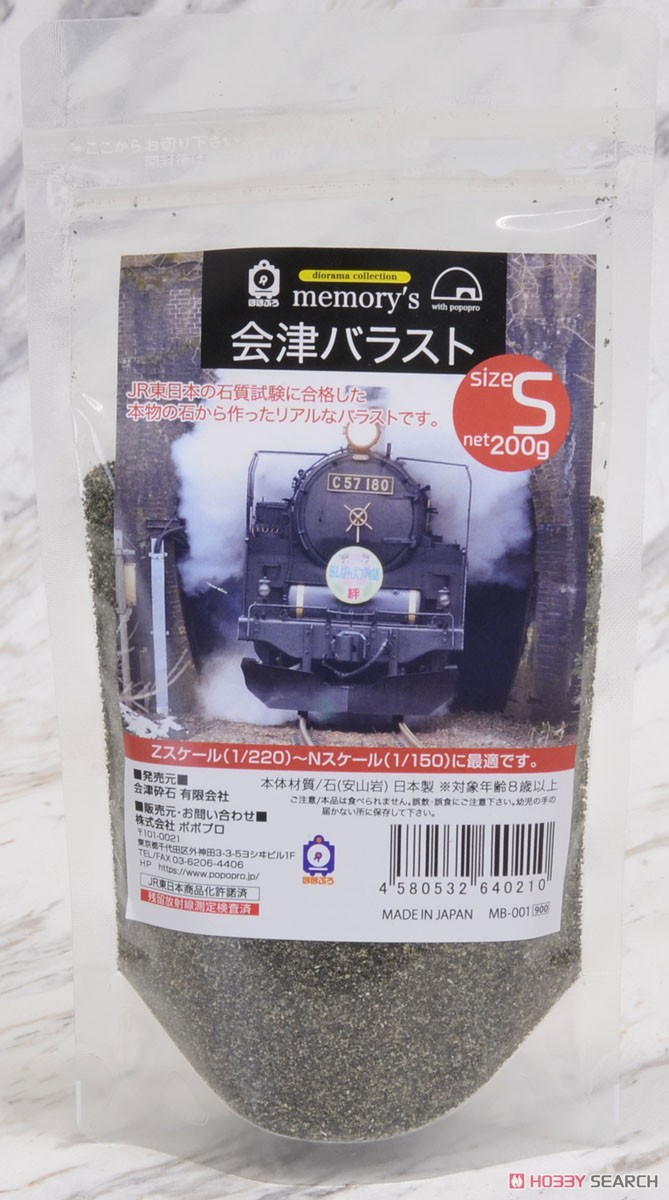 ここからお切り下さい
diorama collection
memory's
with popopro
ぽぽぷろ
会津バラスト
JR東日本の石質試験に合格した
本物の石から作ったリアルなバラストです。
size S
net200g
C57 180
絆
Zスケール(1/220)〜Nスケール(1/150)に最適です。
■発売元■
会津砕石 有限会社
■販売元・お問い合わせ■
株式会社 ポポプロ
〒101-0021
東京都千代田区外神田3-3-5ヨシヰビル1F
TEL/FAX 03-6206-4406
HP https://www.popopro.jp/
JR東日本商品化許諾済
残留放射線測定検査済
本体材質/石(安山岩) 日本製 ※対象年齢8歳以上
ご注意/本品は食べられません。誤飲・誤食にご注意下さい。幼児の手の
届かない所に保存して下さい。
ぽぽぷろ
4 580532 640210
MADE IN JAPAN MB-001 900
HOBBY SEARCH